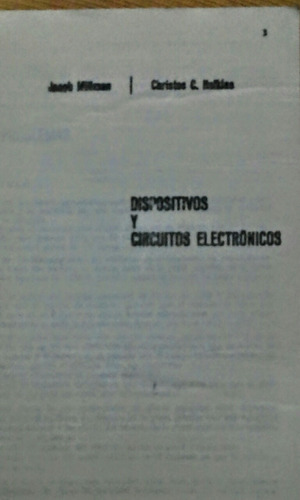 3
Jacob Millman | Christos C. Halkias
DISPOSITIVOS
Y
CIRCUITOS ELECTRÓNICOS